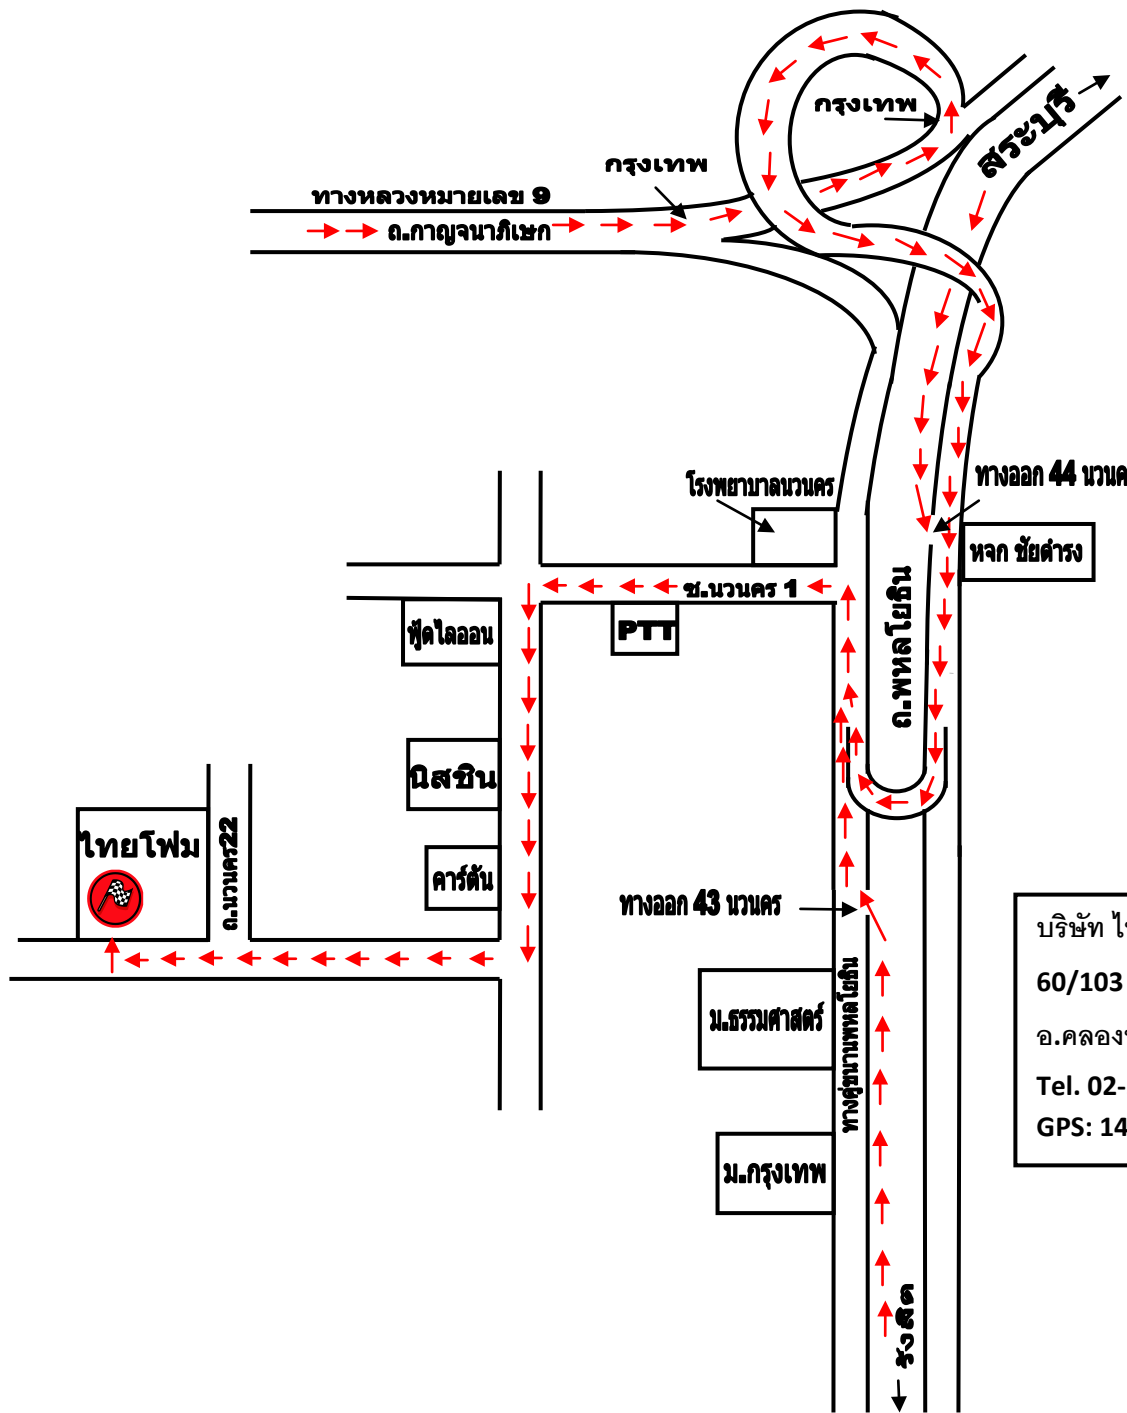 กรุงเทพ
สระบุรี
กรุงเทพ
ทางหลวงหมายเลข 9
ถ.กาญจนาภิเษก
โรงพยาบาลนวนคร
ทางออก 44 นวนค
หจก ชัยดำรง
ซ.นวนคร 1
ถ.พหลโยธิน
ฟู้ดไลออน
PTT
นิสชิน
ไทยโฟม
ถ.นวนคร22
คาร์ตัน
ทางออก 43 นวนคร
บริษัท ไ
60/103
อ.คลอง
Tel. 02-
GPS: 14
ม.ธรรมศาสตร์
ทางคู่ขนานพหลโยธิน
ม.กรุงเทพ
รังสิต